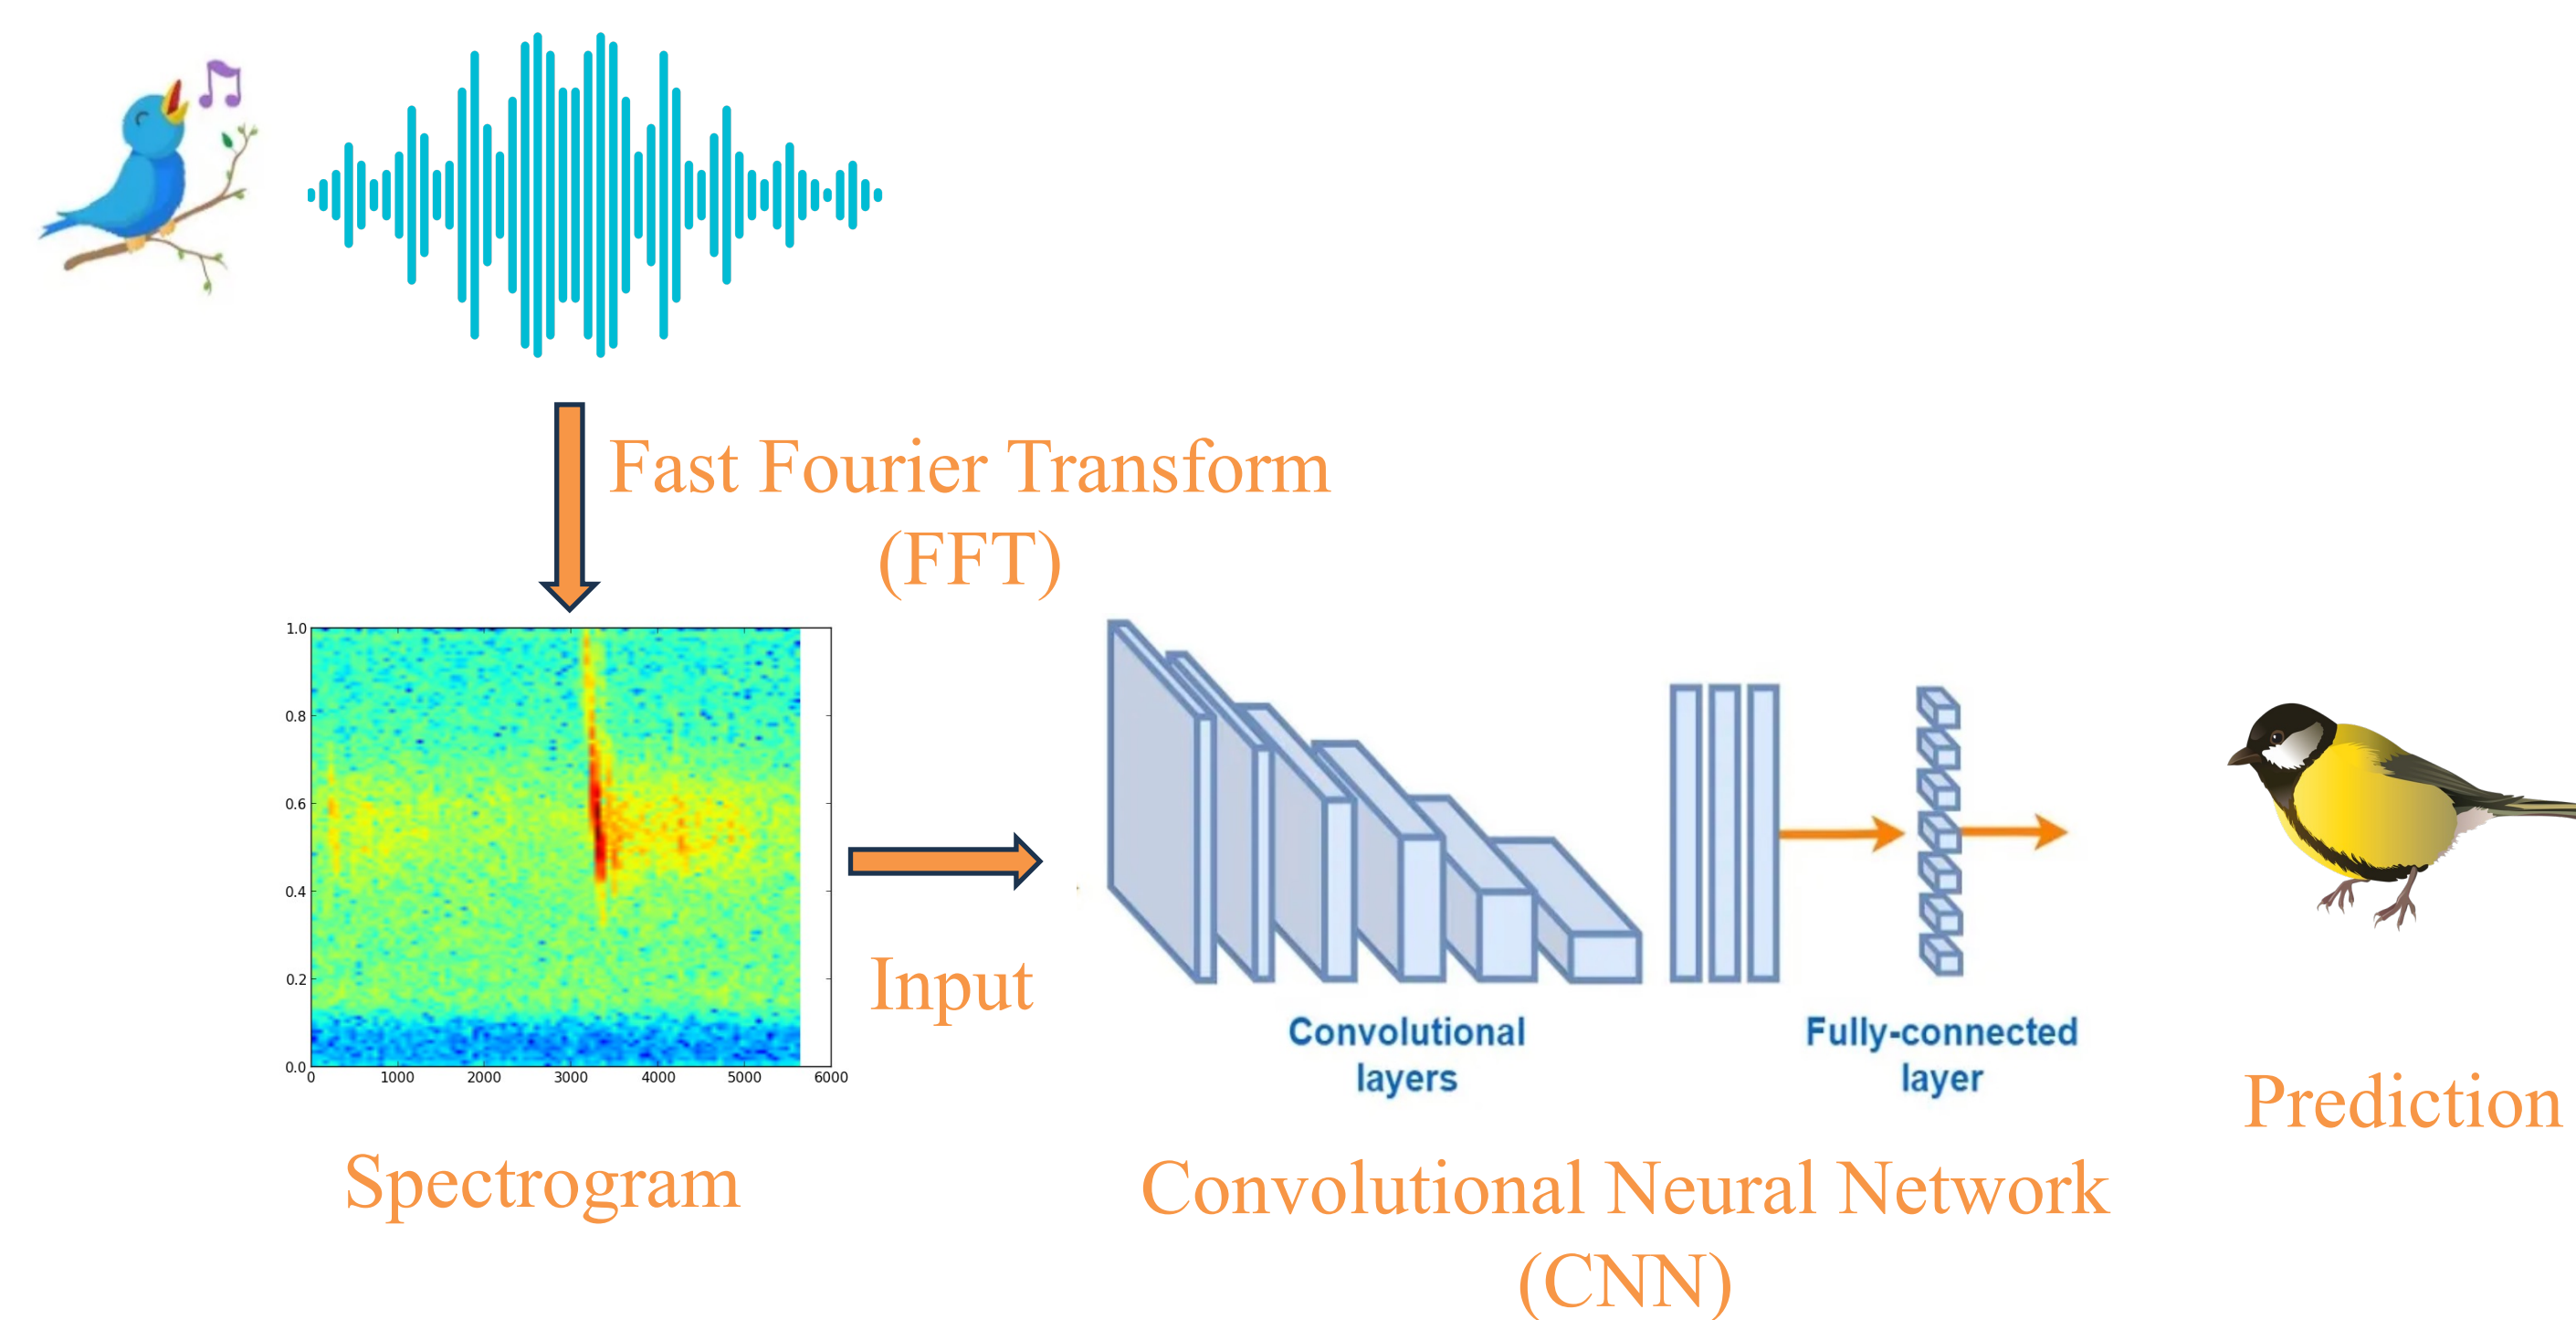 Fast Fourier Transform
(FFT)
1.0
0.8
0.6
0.4
0.2
0.0
0 1000 2000 3000 4000 5000 6000
Input
Convolutional
layers
Fully-connected
layer
Prediction
Spectrogram
Convolutional Neural Network
(CNN)